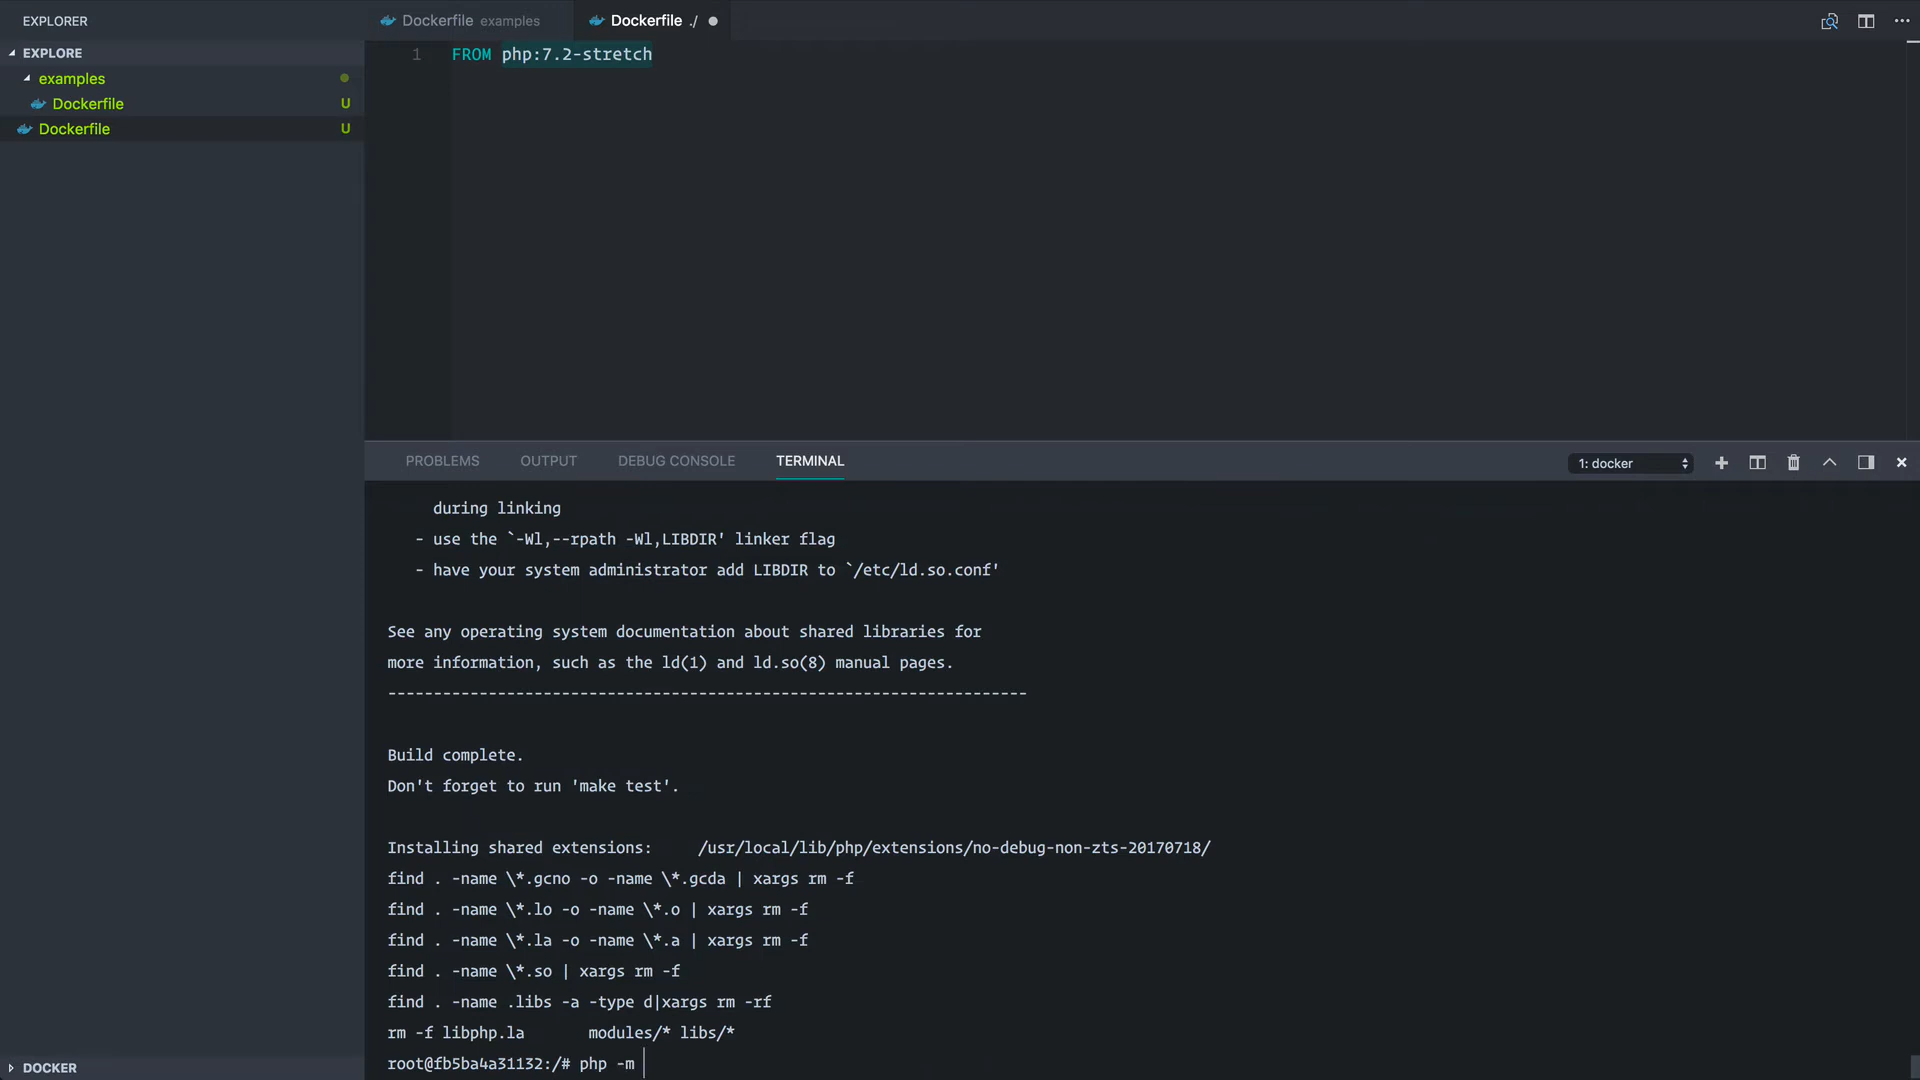 EXPLORER
Dockerfile examples
Dockerfile ./
EXPLORE
examples
Dockerfile U
Dockerfile U
DOCKER
1 FROM php:7.2-stretch
PROBLEMS OUTPUT DEBUG CONSOLE TERMINAL 1: docker
during linking
- use the `-Wl,--rpath -Wl,LIBDIR' linker flag
- have your system administrator add LIBDIR to `/etc/ld.so.conf'
See any operating system documentation about shared libraries for
more information, such as the ld(1) and ld.so(8) manual pages.
----------------------------------------------------------------------
Build complete.
Don't forget to run 'make test'.
Installing shared extensions: /usr/local/lib/php/extensions/no-debug-non-zts-20170718/
find . -name \*.gcno -o -name \*.gcda | xargs rm -f
find . -name \*.lo -o -name \*.o | xargs rm -f
find . -name \*.la -o -name \*.a | xargs rm -f
find . -name \*.so | xargs rm -f
find . -name .libs -a -type d|xargs rm -rf
rm -f libphp.la modules/* libs/*
root@fb5ba4a31132:/# php -m